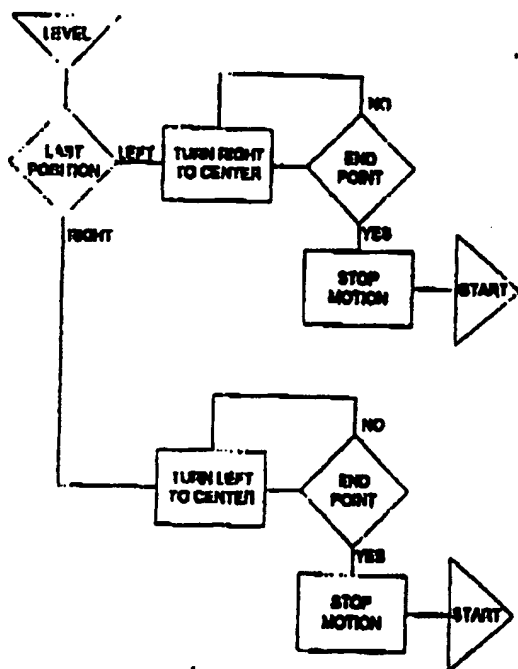 LEVEL
LAST
POSITION
LEFT
TURN RIGHT
TO CENTER
NO
END
POINT
YES
RIGHT
STOP
MOTION
START
NO
TURN LEFT
TO CENTER
END
POINT
YES
STOP
MOTION
START